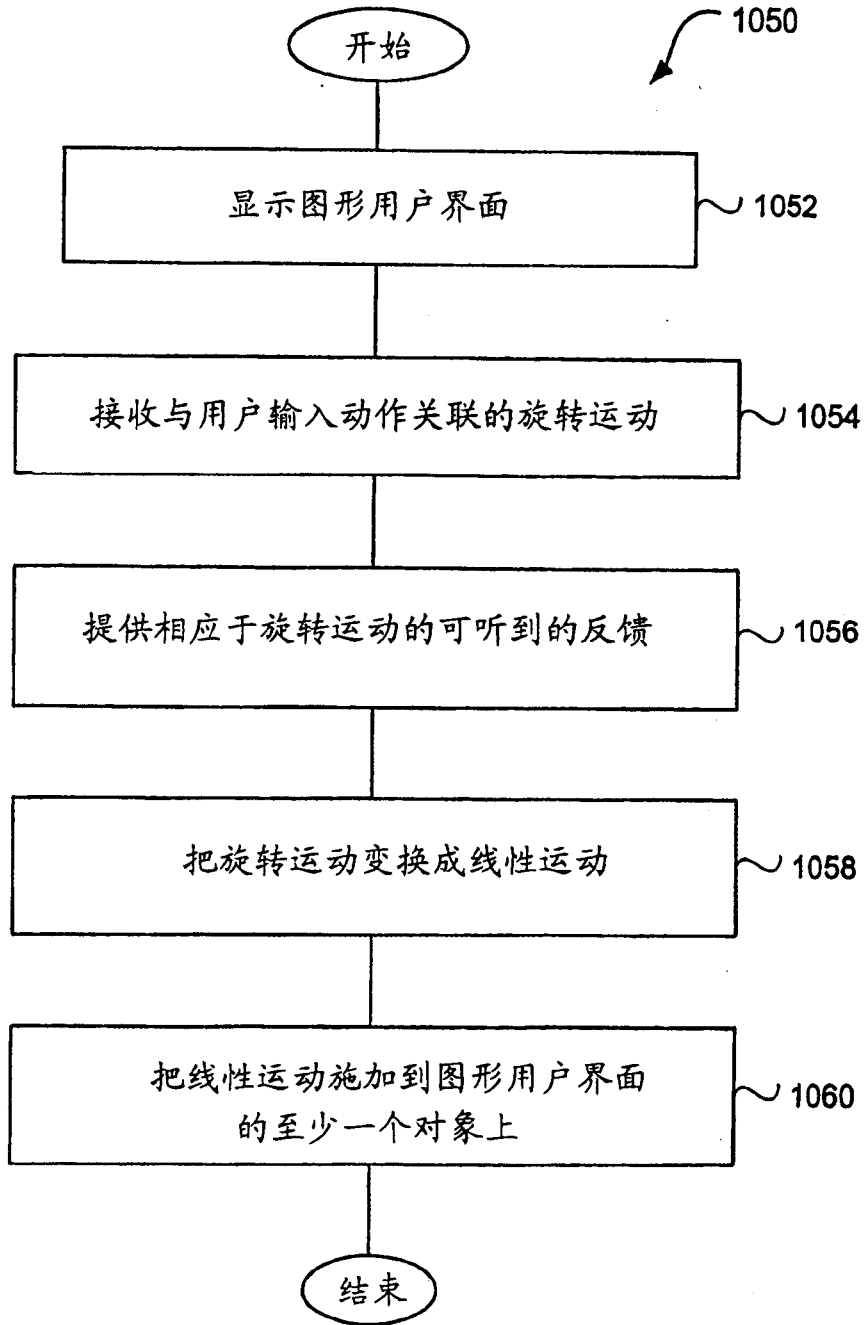 1050
开始
显示图形用户界面
1052
接收与用户输入动作关联的旋转运动
1054
提供相应于旋转运动的可听到的反馈
1056
把旋转运动变换成线性运动
1058
把线性运动施加到图形用户界面
的至少一个对象上
1060
结束